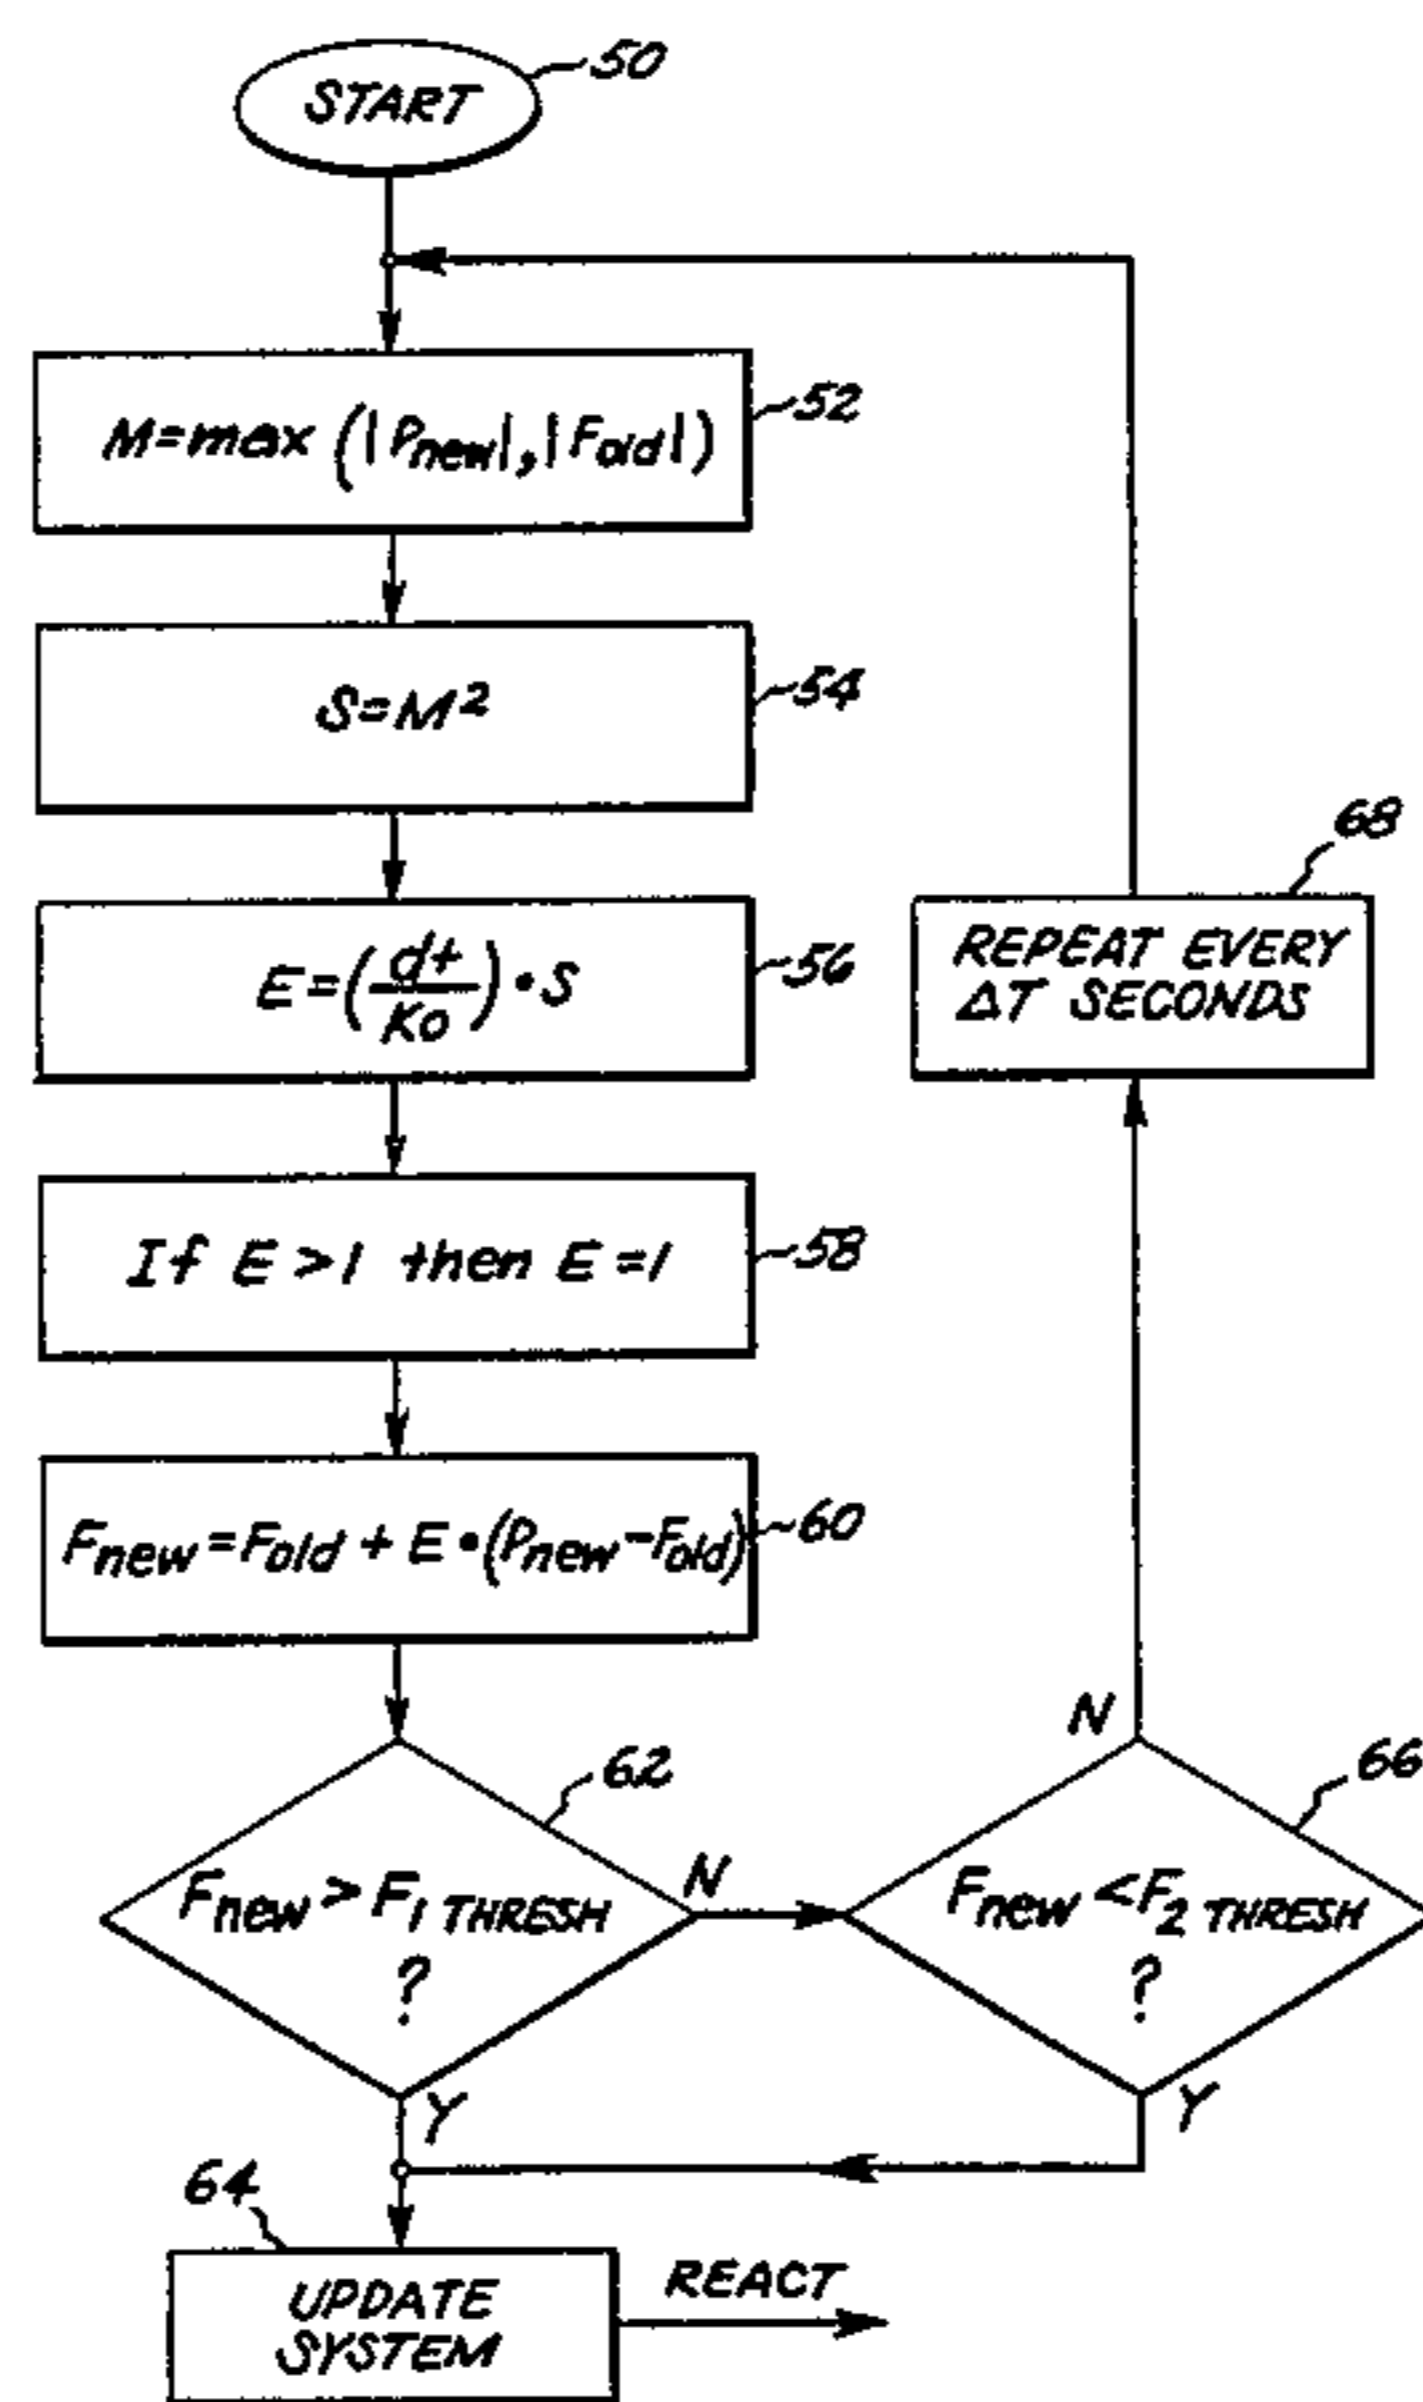 START
50
M=max (|Pnew|,|Fold|)
52
S=M²
54
E=(dt/Ko)•S
56
If E>1 then E=1
58
Fnew=Fold+E•(Pnew-Fold)
60
REPEAT EVERY
ΔT SECONDS
68
62
Fnew>F1 THRESH
?
N
Y
N
66
Fnew<F2 THRESH
?
Y
64
UPDATE
SYSTEM
REACT